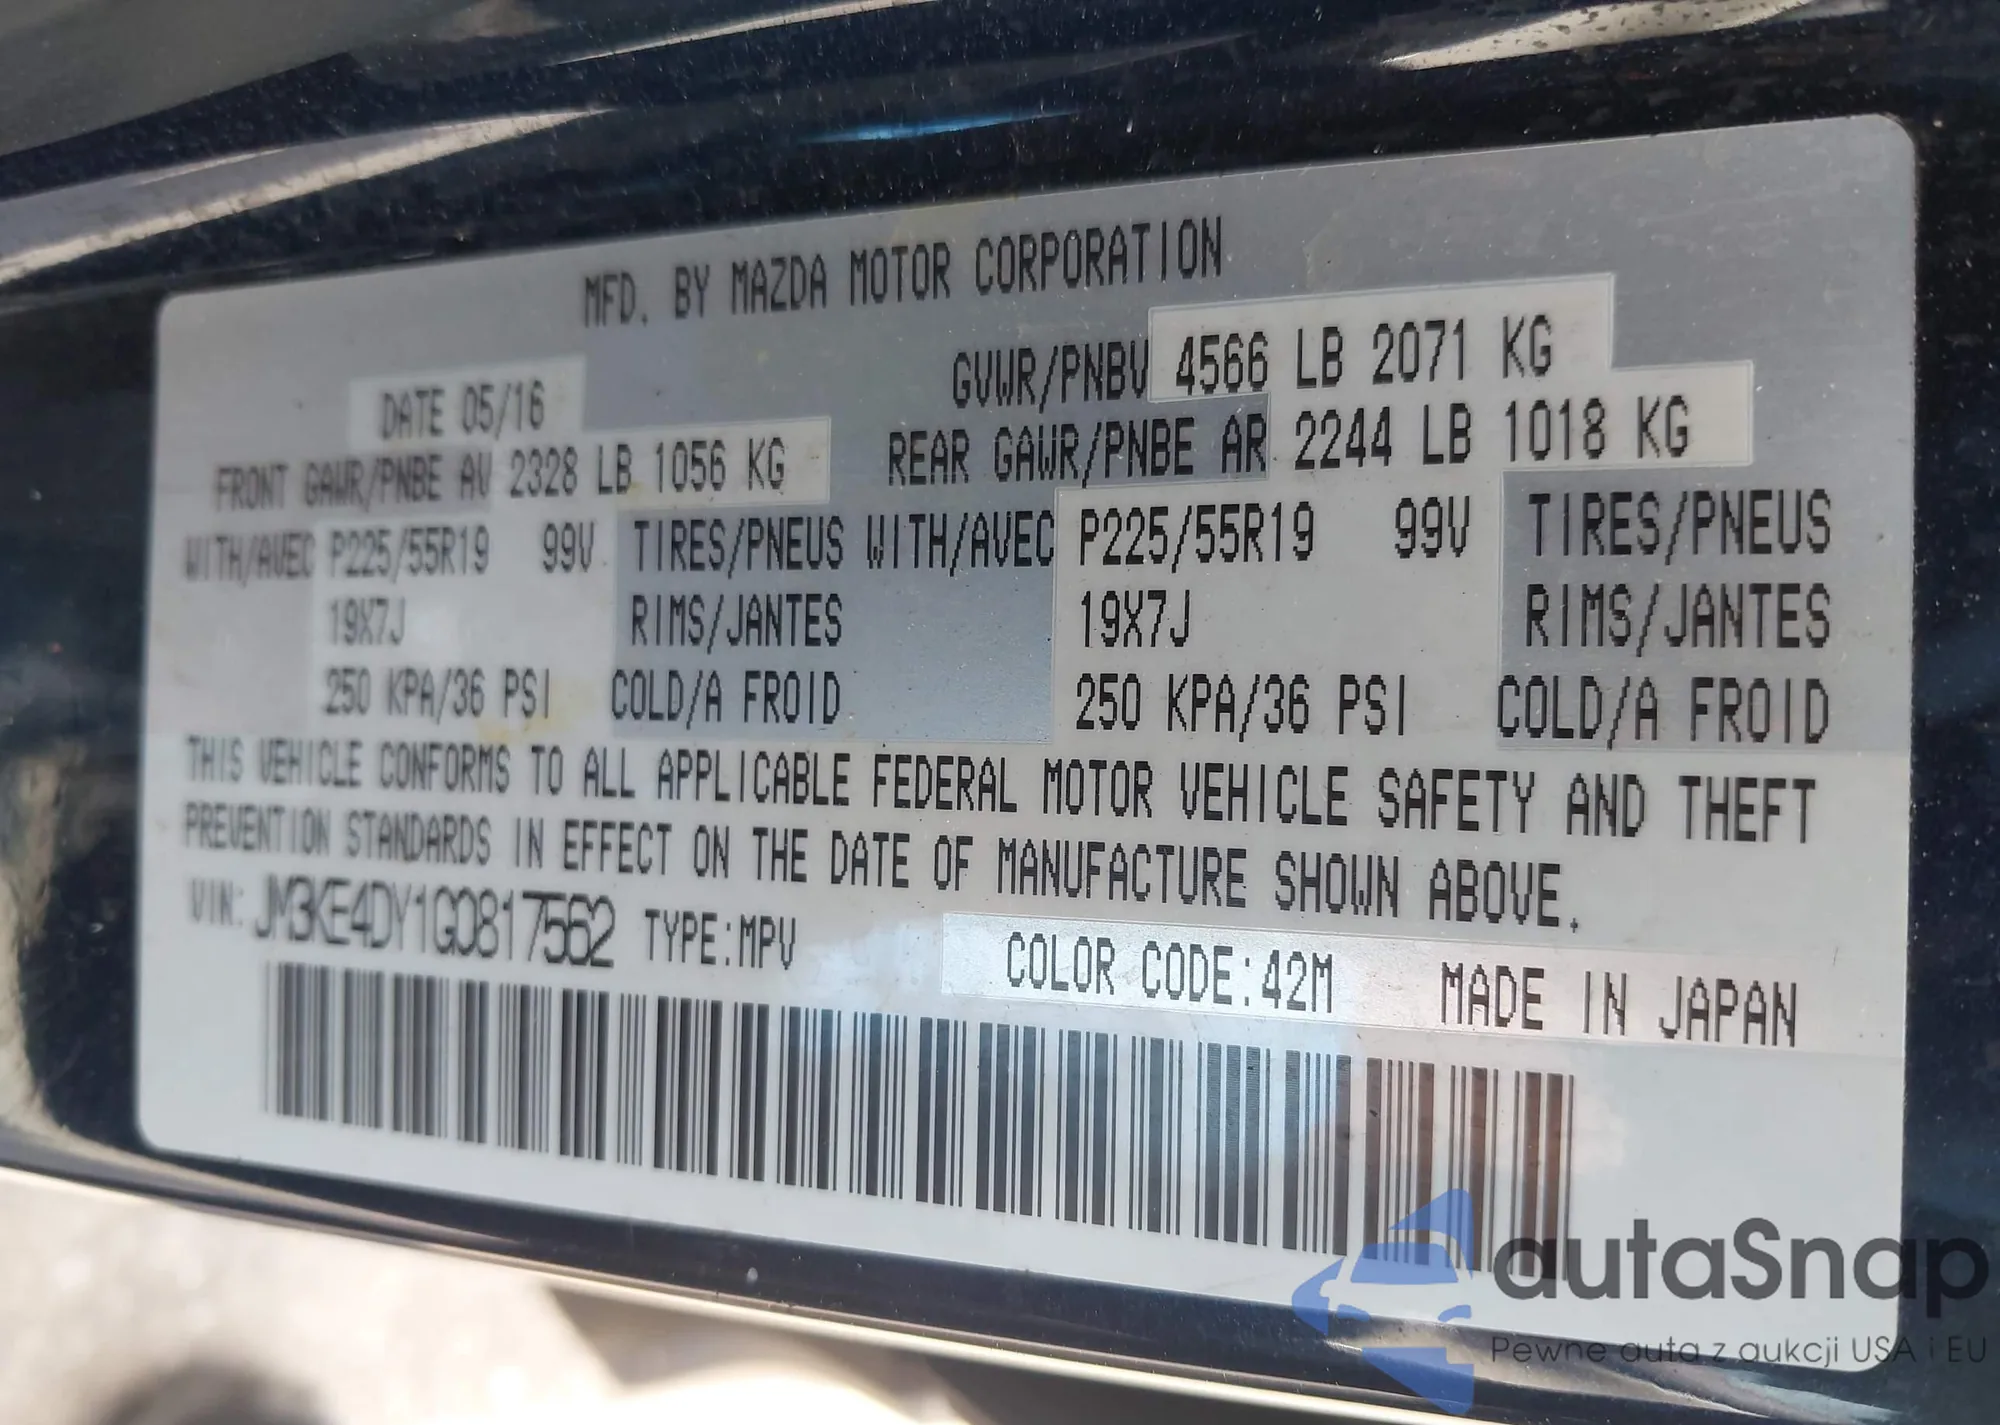 MFD. BY MAZDA MOTOR CORPORATION
DATE 05/16 GVWR/PNBV 4566 LB 2071 KG
FRONT GAWR/PNBE AV 2328 LB 1056 KG REAR GAWR/PNBE AR 2244 LB 1018 KG
WITH/AVEC P225/55R19 99V TIRES/PNEUS WITH/AVEC P225/55R19 99V TIRES/PNEUS
19X7J RIMS/JANTES 19X7J RIMS/JANTES
250 KPA/36 PSI COLD/A FROID 250 KPA/36 PSI COLD/A FROID
THIS VEHICLE CONFORMS TO ALL APPLICABLE FEDERAL MOTOR VEHICLE SAFETY AND THEFT
PREVENTION STANDARDS IN EFFECT ON THE DATE OF MANUFACTURE SHOWN ABOVE.
VIN: JM3KE4DY1G0817562 TYPE:MPV COLOR CODE:42M MADE IN JAPAN
autaSnap
Pewne auta z aukcji USA i EU